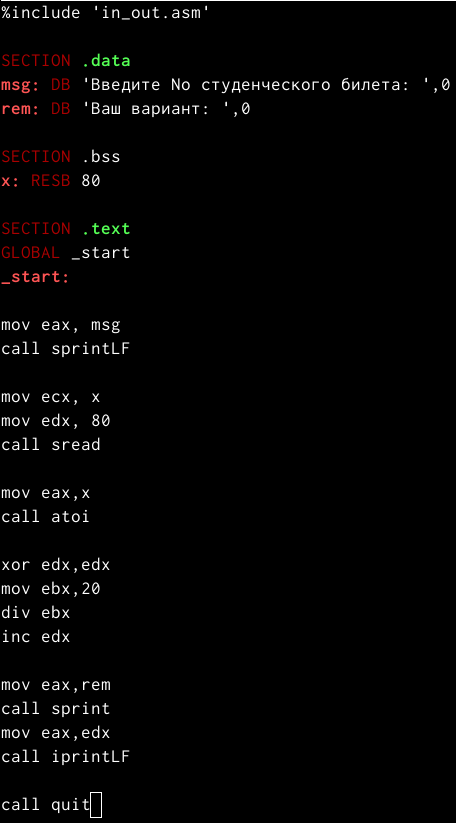 %include 'in_out.asm'
SECTION .data
msg: DB 'Введите No студенческого билета: ',0
rem: DB 'Ваш вариант: ',0
SECTION .bss
x: RESB 80
SECTION .text
GLOBAL _start
_start:
mov eax, msg
call sprintLF
mov ecx, x
mov edx, 80
call sread
mov eax,x
call atoi
xor edx,edx
mov ebx,20
div ebx
inc edx
mov eax,rem
call sprint
mov eax,edx
call iprintLF
call quit